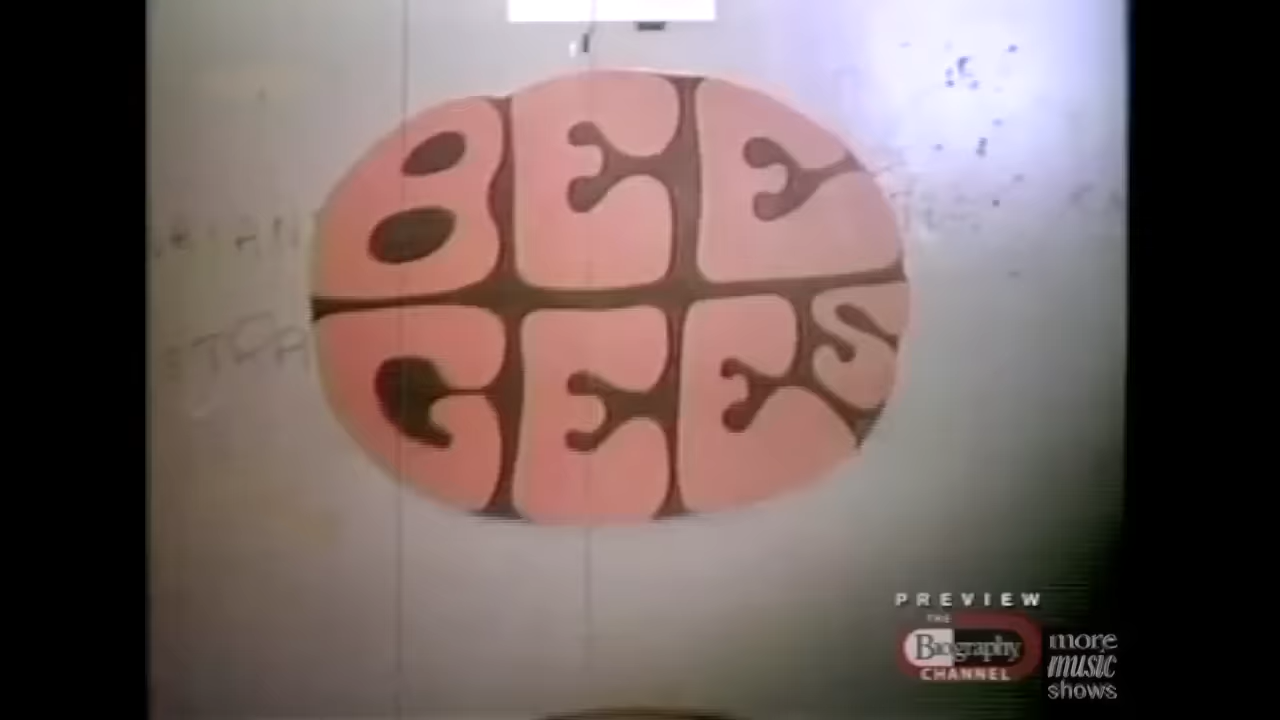 BEE
GEES
PREVIEW
THE
Biography
CHANNEL
more
music
shows